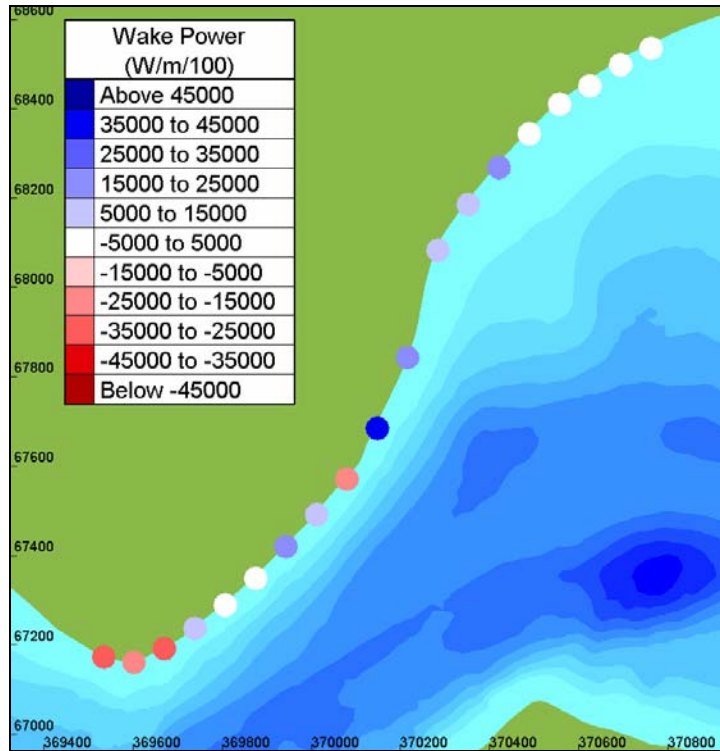 68600
Wake Power
(W/m/100)
Above 45000
35000 to 45000
25000 to 35000
15000 to 25000
5000 to 15000
-5000 to 5000
-15000 to -5000
-25000 to -15000
-35000 to -25000
-45000 to -35000
Below -45000
68400
68200
68000
67800
67600
67400
67200
67000
369400 369600 369800 370000 370200 370400 370600 370800